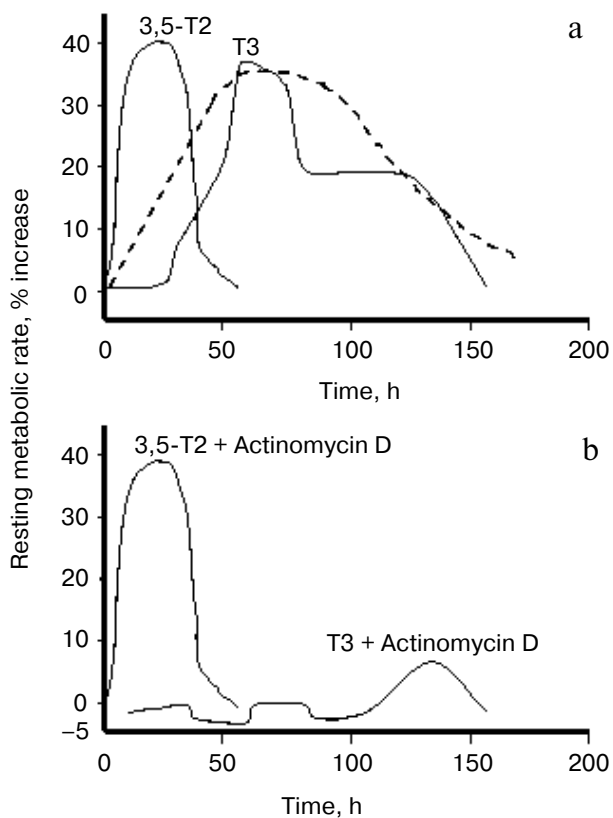 a
3,5-T2
T3
40
30
20
10
0
0 50 100 150 200
Time, h
Resting metabolic rate, % increase
b
3,5-T2 + Actinomycin D
40
30
20
10
T3 + Actinomycin D
0
–5
0 50 100 150 200
Time, h